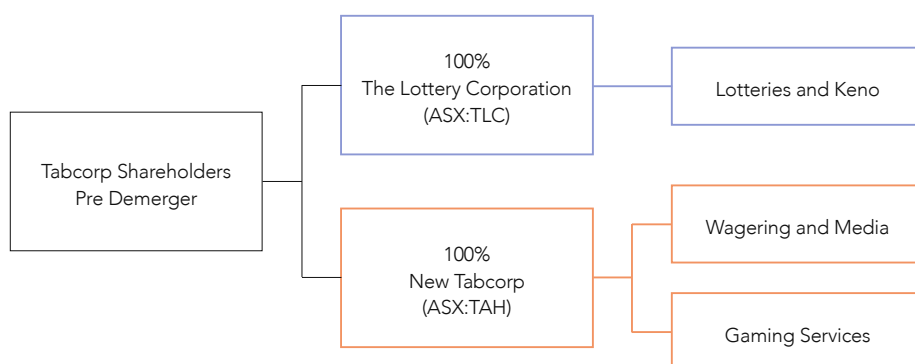 Tabcorp Shareholders
Pre Demerger
100%
The Lottery Corporation
(ASX:TLC)
Lotteries and Keno
100%
New Tabcorp
(ASX:TAH)
Wagering and Media
Gaming Services